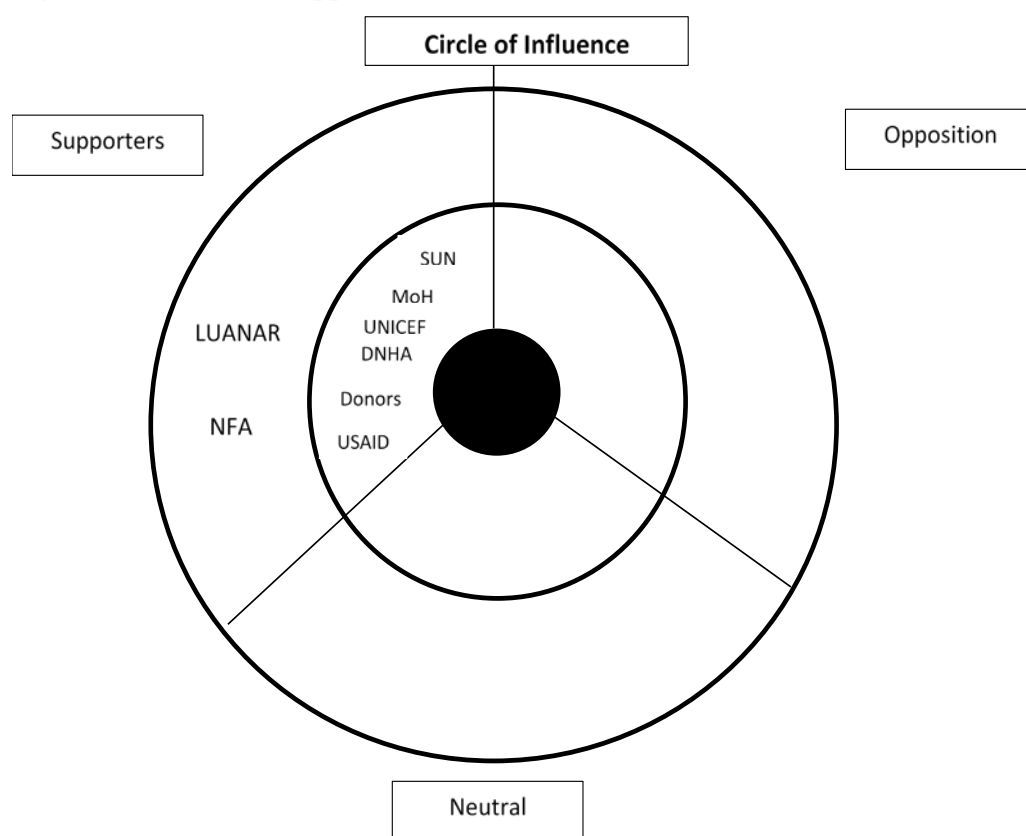 Circle of Influence
Supporters
Opposition
SUN
MoH
UNICEF
DNHA
LUANAR
Donors
NFA
USAID
Neutral